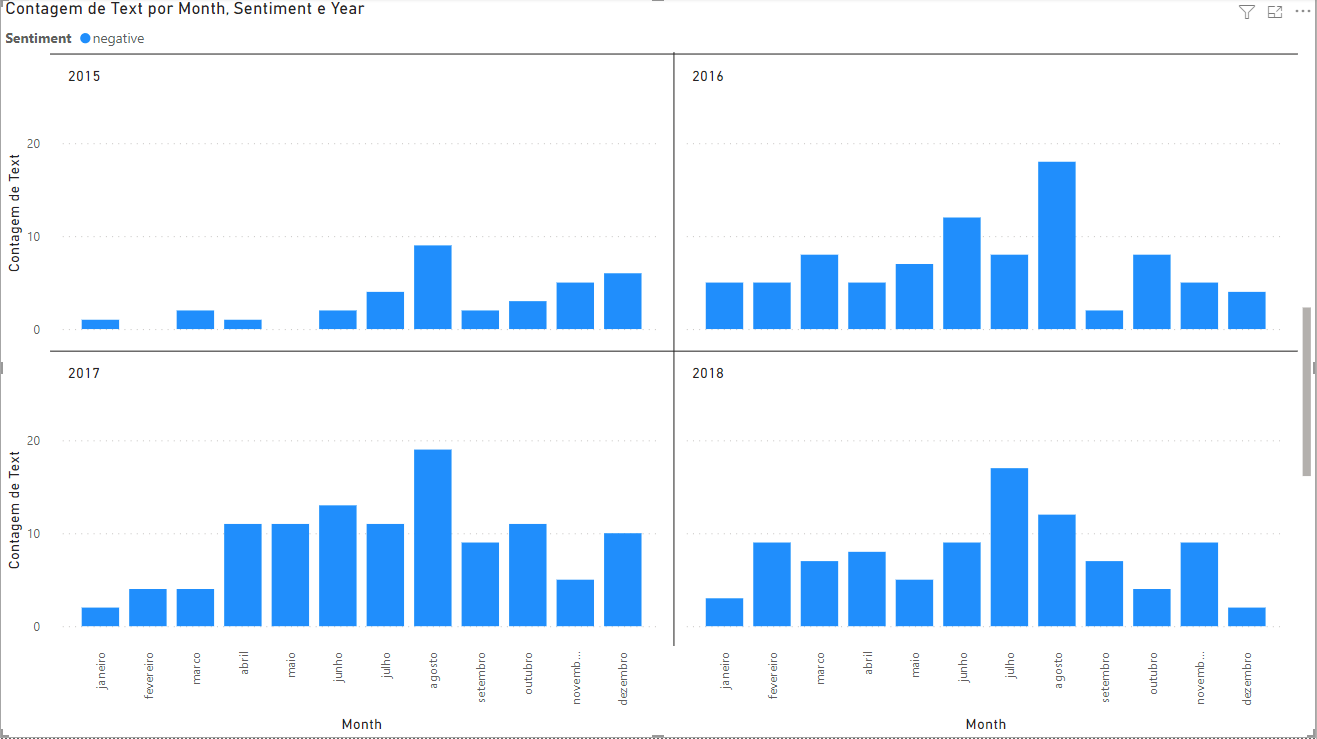 Contagem de Text por Month, Sentiment e Year
Sentiment negative
2015
2016
Contagem de Text
20
10
0
2017
2018
Contagem de Text
20
10
0
janeiro
fevereiro
marco
abril
maio
junho
julho
agosto
setembro
outubro
novemb...
dezembro
janeiro
fevereiro
marco
abril
maio
junho
julho
agosto
setembro
outubro
novemb...
dezembro
Month
Month